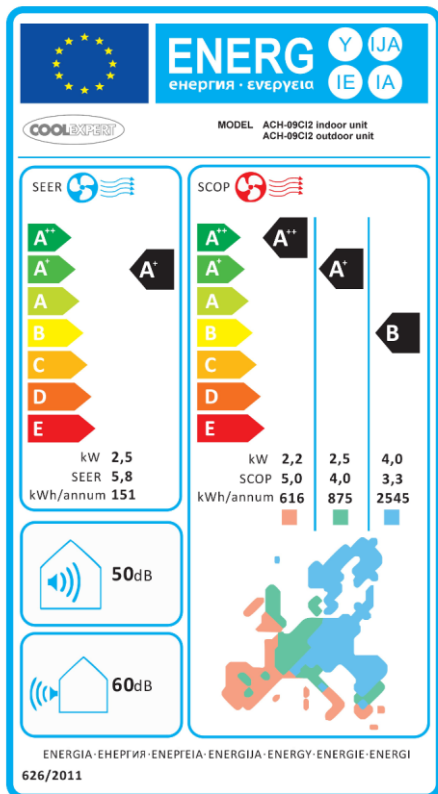 ENERG
енергия · ενεργεια
Y IJA
IE IA
COOLEXPERT
MODEL ACH-09CI2 indoor unit
ACH-09CI2 outdoor unit
SEER
A++
A+
A
B
C
D
E
A+
kW 2,5
SEER 5,8
kWh/annum 151
SCOP
A++
A+
A
B
C
D
E
A++
A+
B
kW 2,2 2,5 4,0
SCOP 5,0 4,0 3,3
kWh/annum 616 875 2545
50dB
60dB
ENERGIA·ЕНЕРГИЯ·ΕΝΕΡΓΕΙΑ·ENERGIJA·ENERGY·ENERGIE·ENERGI
626/2011